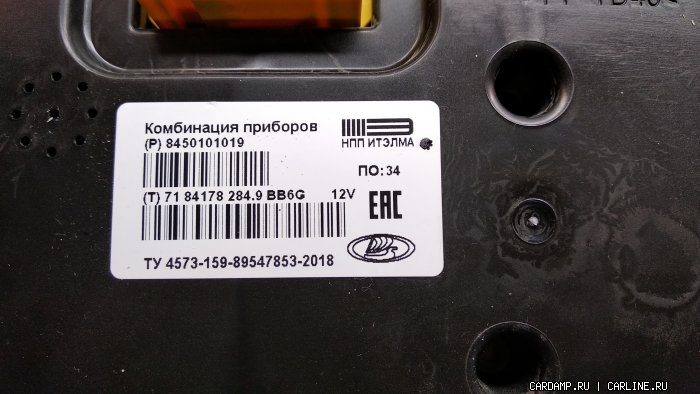 Комбинация приборов
(P) 8450101019
НПП ИТЭЛМА
ПО: 34
(T) 71 84178 284.9 BB6G 12V
ЕАС
ТУ 4573-159-89547853-2018
CARDAMP.RU | CARLINE.RU